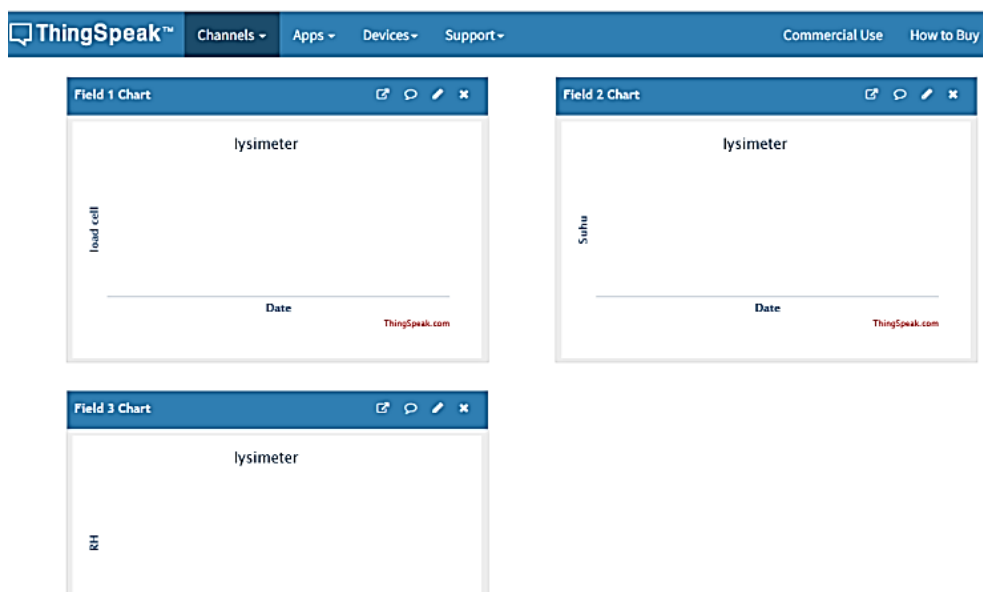 ThingSpeak™ Channels Apps Devices Support Commercial Use How to Buy
Field 1 Chart
lysimeter
load cell
Date
ThingSpeak.com
Field 2 Chart
lysimeter
Suhu
Date
ThingSpeak.com
Field 3 Chart
lysimeter
RH